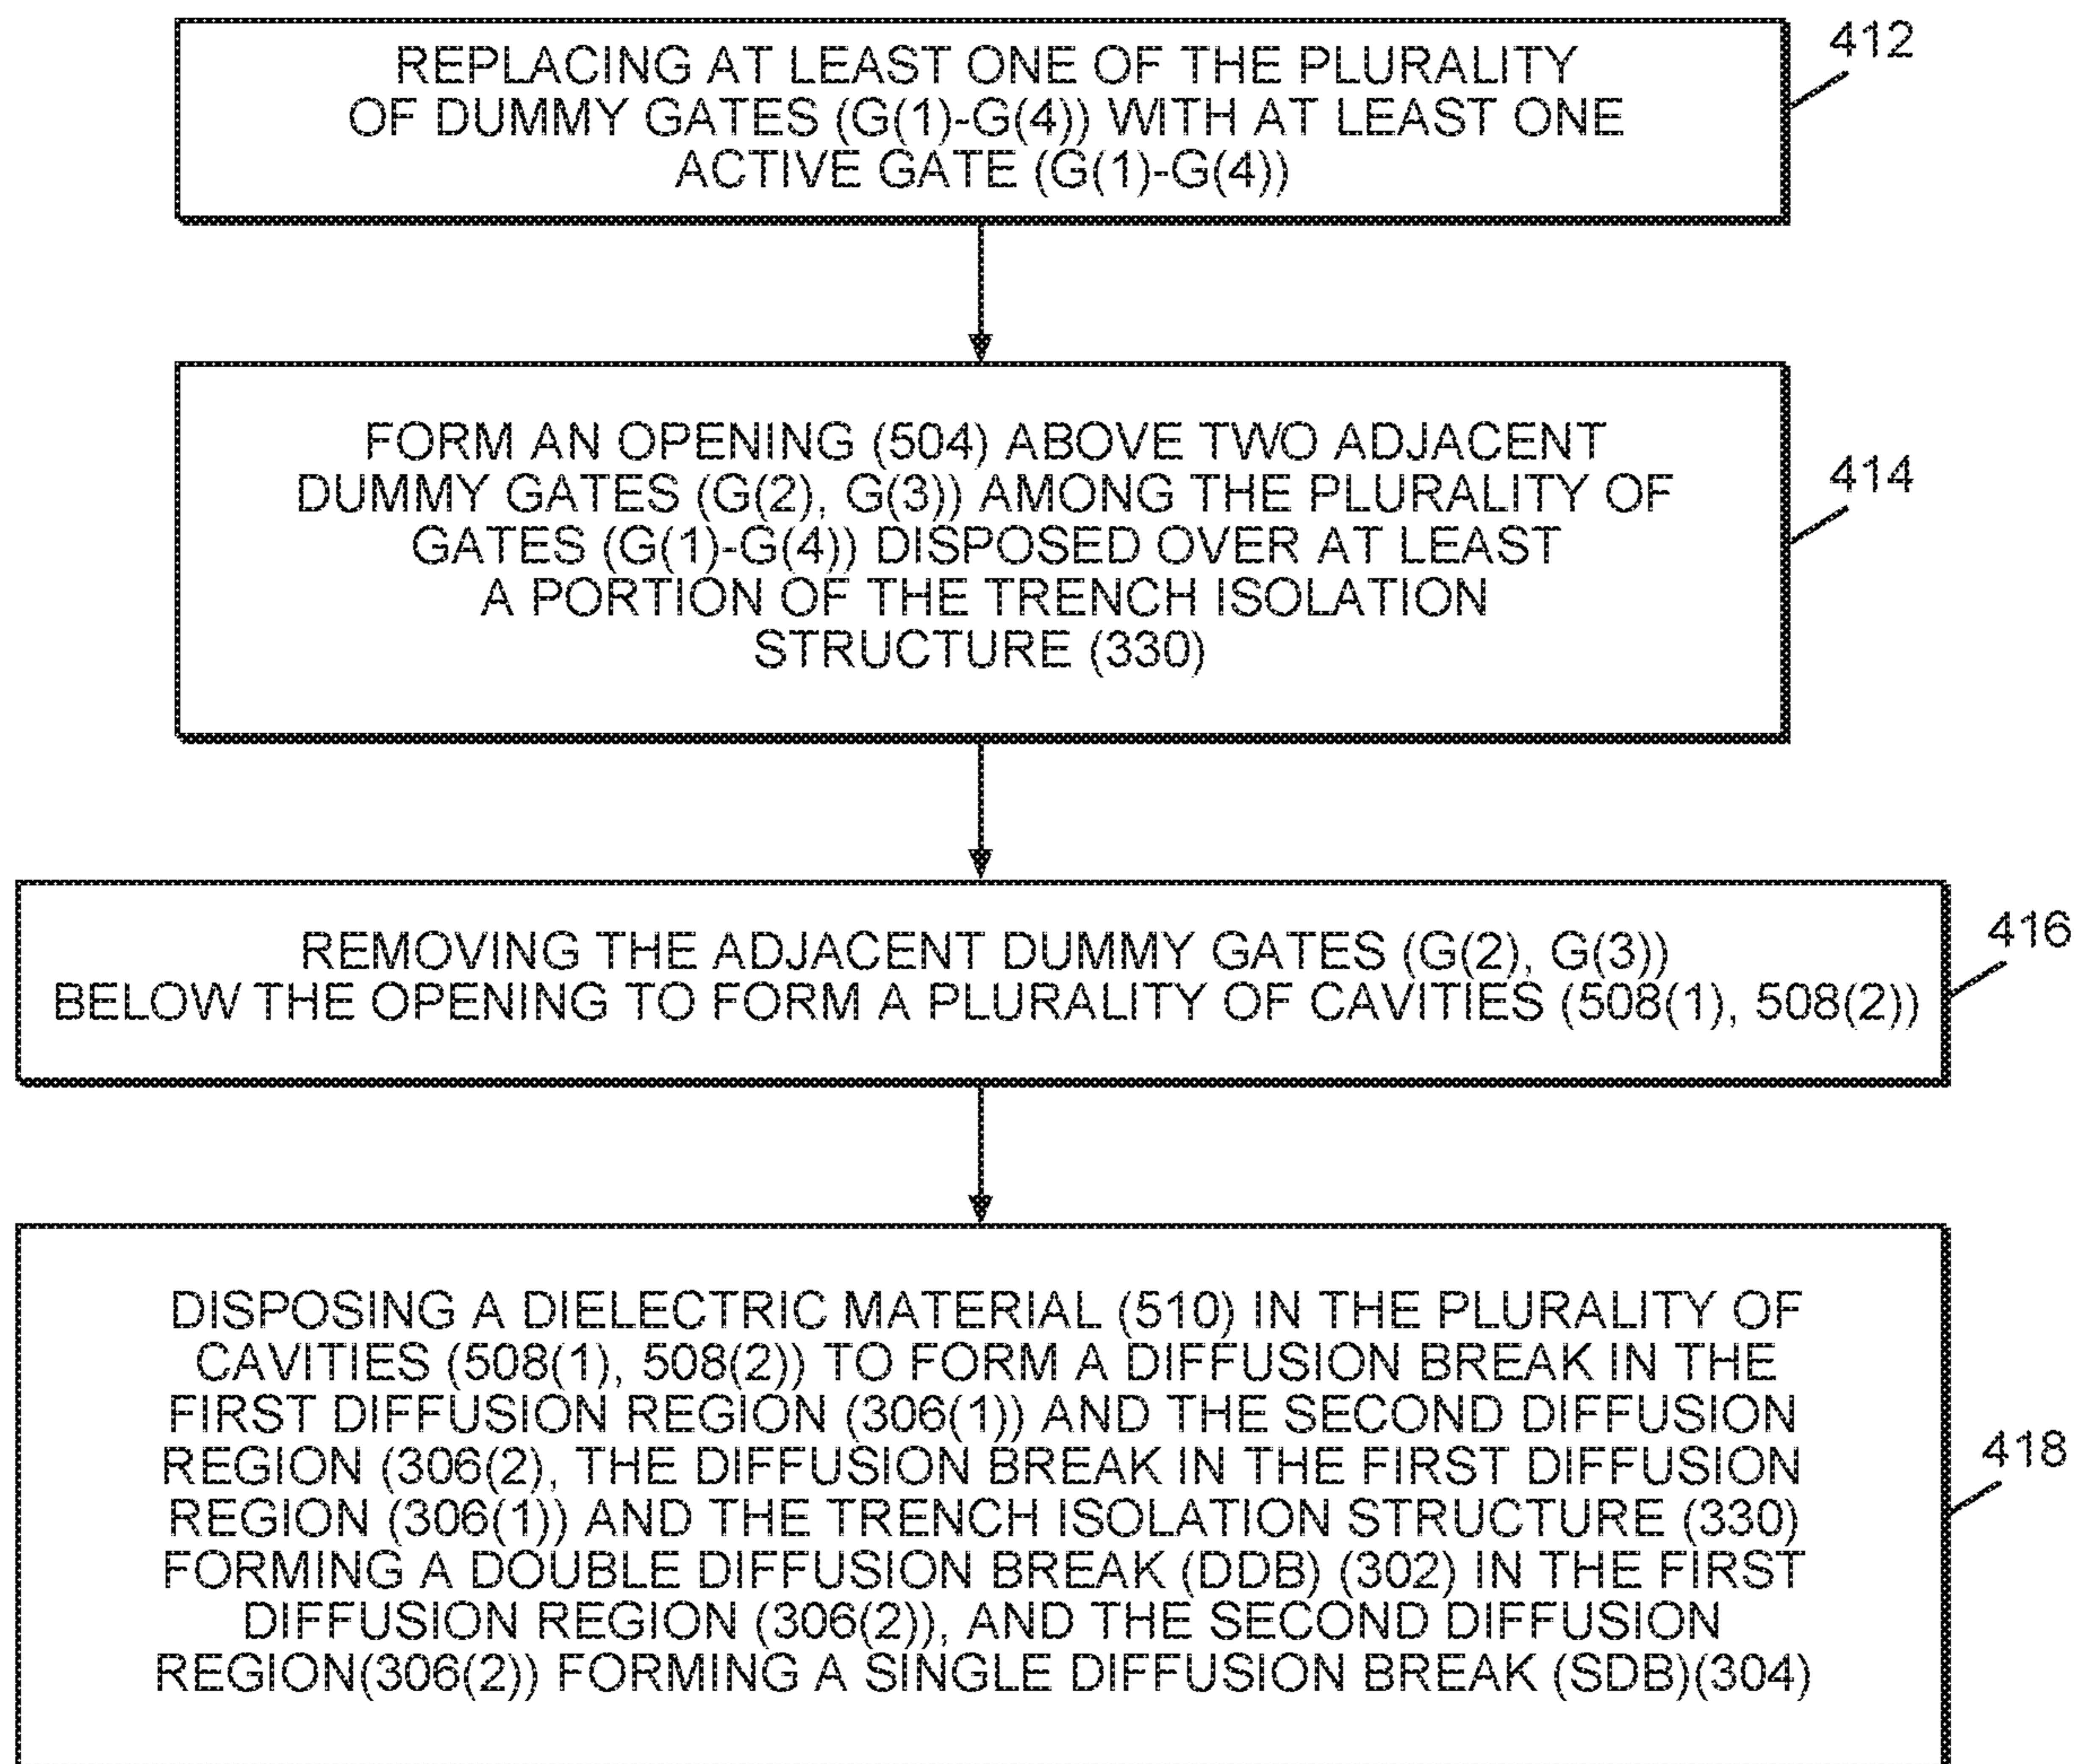 REPLACING AT LEAST ONE OF THE PLURALITY
OF DUMMY GATES (G(1)-G(4)) WITH AT LEAST ONE
ACTIVE GATE (G(1)-G(4))
412
FORM AN OPENING (504) ABOVE TWO ADJACENT
DUMMY GATES (G(2), G(3)) AMONG THE PLURALITY OF
GATES (G(1)-G(4)) DISPOSED OVER AT LEAST
A PORTION OF THE TRENCH ISOLATION
STRUCTURE (330)
414
REMOVING THE ADJACENT DUMMY GATES (G(2), G(3))
BELOW THE OPENING TO FORM A PLURALITY OF CAVITIES (508(1), 508(2))
416
DISPOSING A DIELECTRIC MATERIAL (510) IN THE PLURALITY OF
CAVITIES (508(1), 508(2)) TO FORM A DIFFUSION BREAK IN THE
FIRST DIFFUSION REGION (306(1)) AND THE SECOND DIFFUSION
REGION (306(2), THE DIFFUSION BREAK IN THE FIRST DIFFUSION
REGION (306(1)) AND THE TRENCH ISOLATION STRUCTURE (330)
FORMING A DOUBLE DIFFUSION BREAK (DDB) (302) IN THE FIRST
DIFFUSION REGION (306(2)), AND THE SECOND DIFFUSION
REGION(306(2)) FORMING A SINGLE DIFFUSION BREAK (SDB)(304)
418